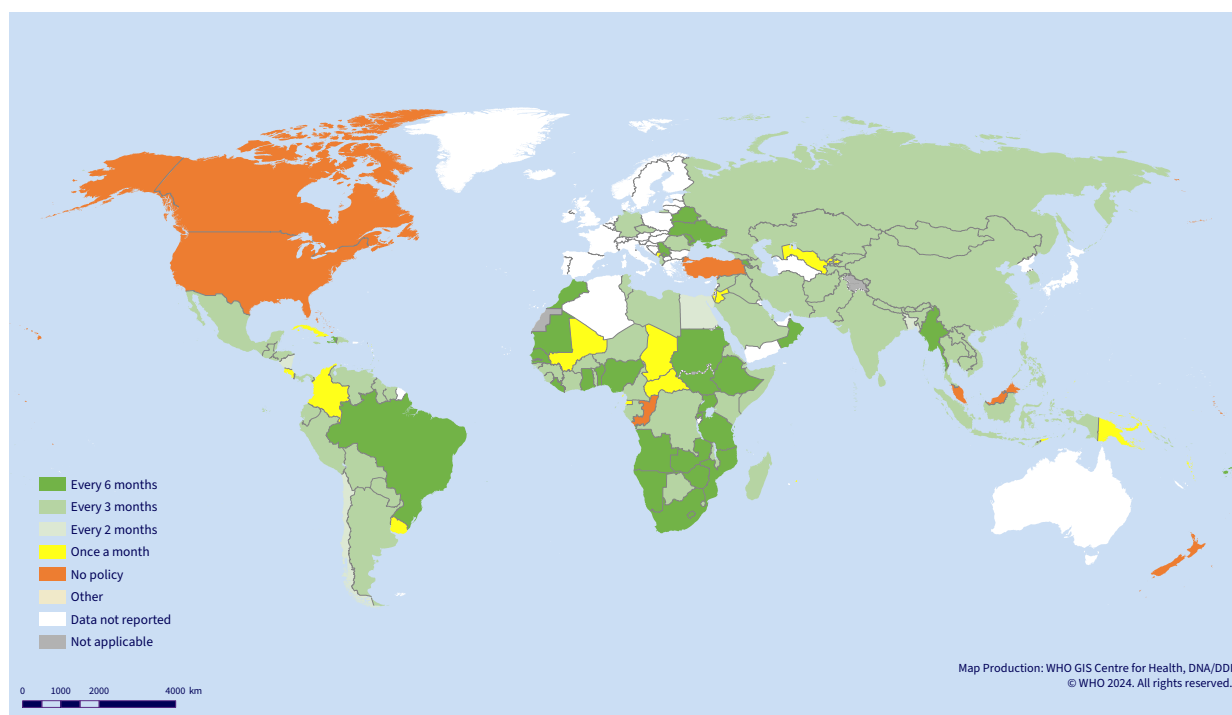 Every 6 months
Every 3 months
Every 2 months
Once a month
No policy
Other
Data not reported
Not applicable
0 1000 2000 4000 km
Map Production: WHO GIS Centre for Health, DNA/DDI
© WHO 2024. All rights reserved.